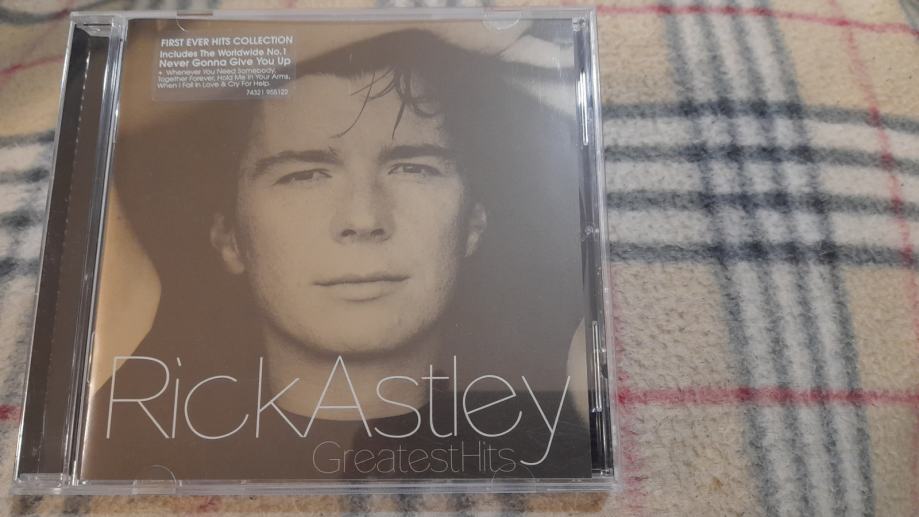 FIRST EVER HITS COLLECTION
Includes The Worldwide No.1
Never Gonna Give You Up
+ Whenever You Need Somebody,
Together Forever, Hold Me In Your Arms,
When I Fall In Love & Cry For Help
74321 955122
RickAstley
GreatestHits